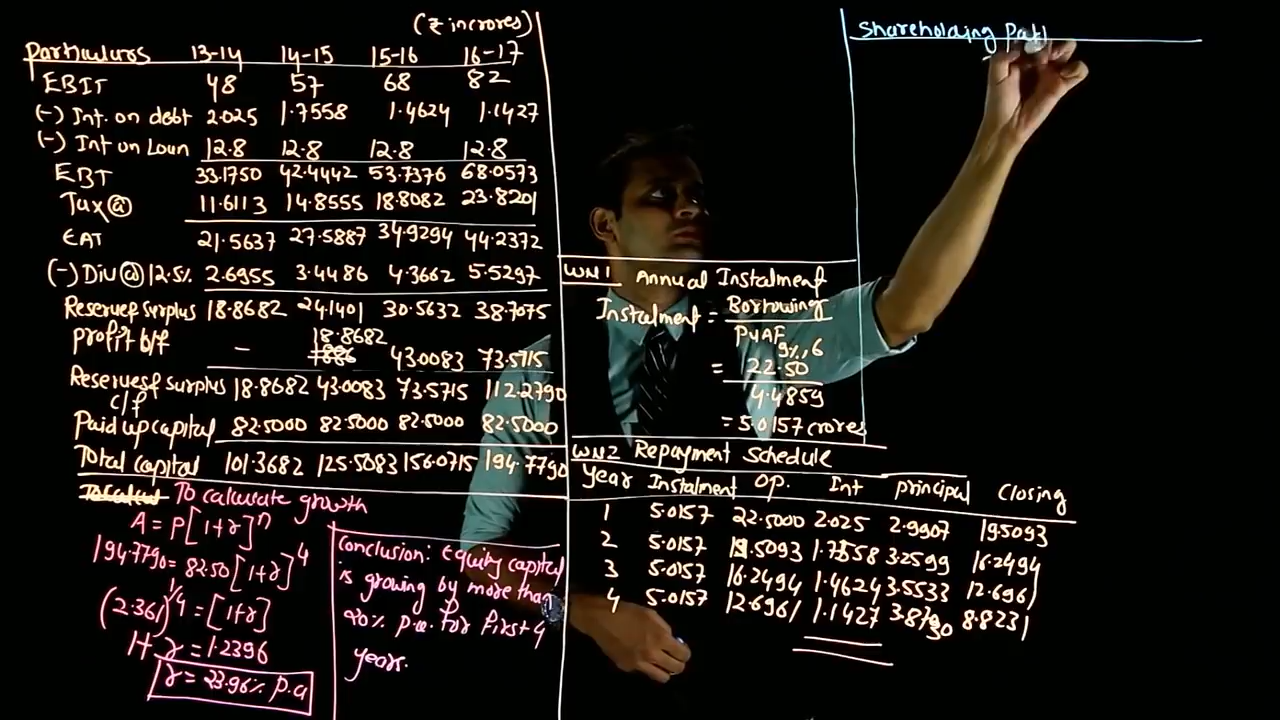 (₹ in crores)
Particulars 13-14 14-15 15-16 16-17
EBIT 48 57 68 82
(-) Int. on debt 2.025 1.7558 1.4624 1.1427
(-) Int on Loun 12.8 12.8 12.8 12.8
EBT 33.1750 42.4442 53.7376 68.0573
Tax @ 11.6113 14.8555 18.8082 23.8201
EAT 21.5637 27.5887 34.9294 44.2372
(-) Div @ 12.5% 2.6955 3.4486 4.3662 5.5297
Reserves & surplus 18.8682 24.1401 30.5632 38.7075
profit b/f - 18.8682 43.0083 73.5715
Reserves & surplus 18.8682 43.0083 73.5715 112.2790
c/f
Paid up capital 82.5000 82.5000 82.5000 82.5000
Total capital 101.3682 125.5083 156.0715 194.7790
To calculate growth
A = P[1+r]^n
194.7790 = 82.50[1+r]^4
(2.361)^1/4 = [1+r]
1+r = 1.2396
r = 23.96% p.a
Conclusion: Equity capital
is growing by more than
20% p.a. for first 4
years.
WN1 Annual Instalment
Instalment = Borrowing
PVAF 9%, 6
= 22.50
4.4859
= 5.0157 crores
WN2 Repayment Schedule
Year Instalment Op. Int principal Closing
1 5.0157 22.5000 2.025 2.9907 19.5093
2 5.0157 19.5093 1.7558 3.2599 16.2494
3 5.0157 16.2494 1.4624 3.5533 12.6961
4 5.0157 12.6961 1.1427 3.8730 8.8231
Shareholding